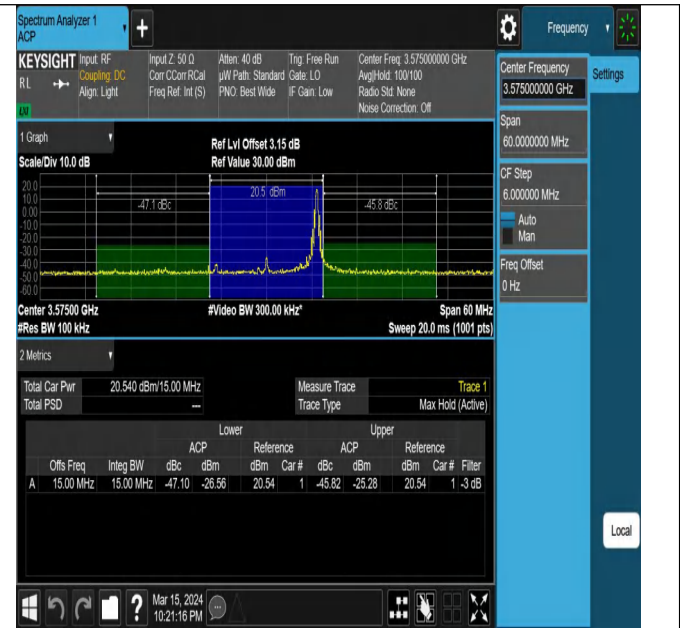 Spectrum Analyzer 1
ACP
+
Frequency
KEYSIGHT Input: RF
RL
Coupling: DC
Align: Light
LXI
Input Z: 50 Ω
Corr CCorr RCal
Freq Ref: Int (S)
Atten: 40 dB
µW Path: Standard
PNO: Best Wide
Trig: Free Run
Gate: LO
IF Gain: Low
Center Freq: 3.575000000 GHz
Avg|Hold: 100/100
Radio Std: None
Noise Correction: Off
Center Frequency
3.575000000 GHz
Settings
Span
60.0000000 MHz
CF Step
6.000000 MHz
Auto
Man
Freq Offset
0 Hz
1 Graph
Scale/Div 10.0 dB
Ref Lvl Offset 3.15 dB
Ref Value 30.00 dBm
20.0
10.0
0.00
-10.0
-20.0
-30.0
-40.0
-50.0
-60.0
-47.1 dBc
20.5 dBm
-45.8 dBc
Center 3.57500 GHz
#Video BW 300.00 kHz*
Span 60 MHz
#Res BW 100 kHz
Sweep 20.0 ms (1001 pts)
2 Metrics
Total Car Pwr 20.540 dBm/15.00 MHz
Total PSD ---
Measure Trace Trace 1
Trace Type Max Hold (Active)
Lower Upper
ACP Reference ACP Reference
Offs Freq Integ BW dBc dBm dBm Car # dBc dBm dBm Car # Filter
A 15.00 MHz 15.00 MHz -47.10 -26.56 20.54 1 -45.82 -25.28 20.54 1 -3 dB
Local
?
Mar 15, 2024
10:21:16 PM